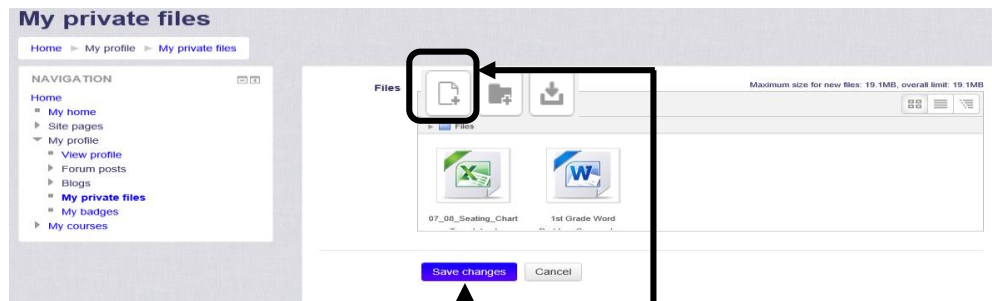 My private files
Home ► My profile ► My private files
NAVIGATION
Home
My home
Site pages
My profile
View profile
Forum posts
Blogs
My private files
My badges
My courses
Files
Maximum size for new files: 19.1MB, overall limit: 19.1MB
Files
07_08_Seating_Chart
1st Grade Word
Save changes
Cancel